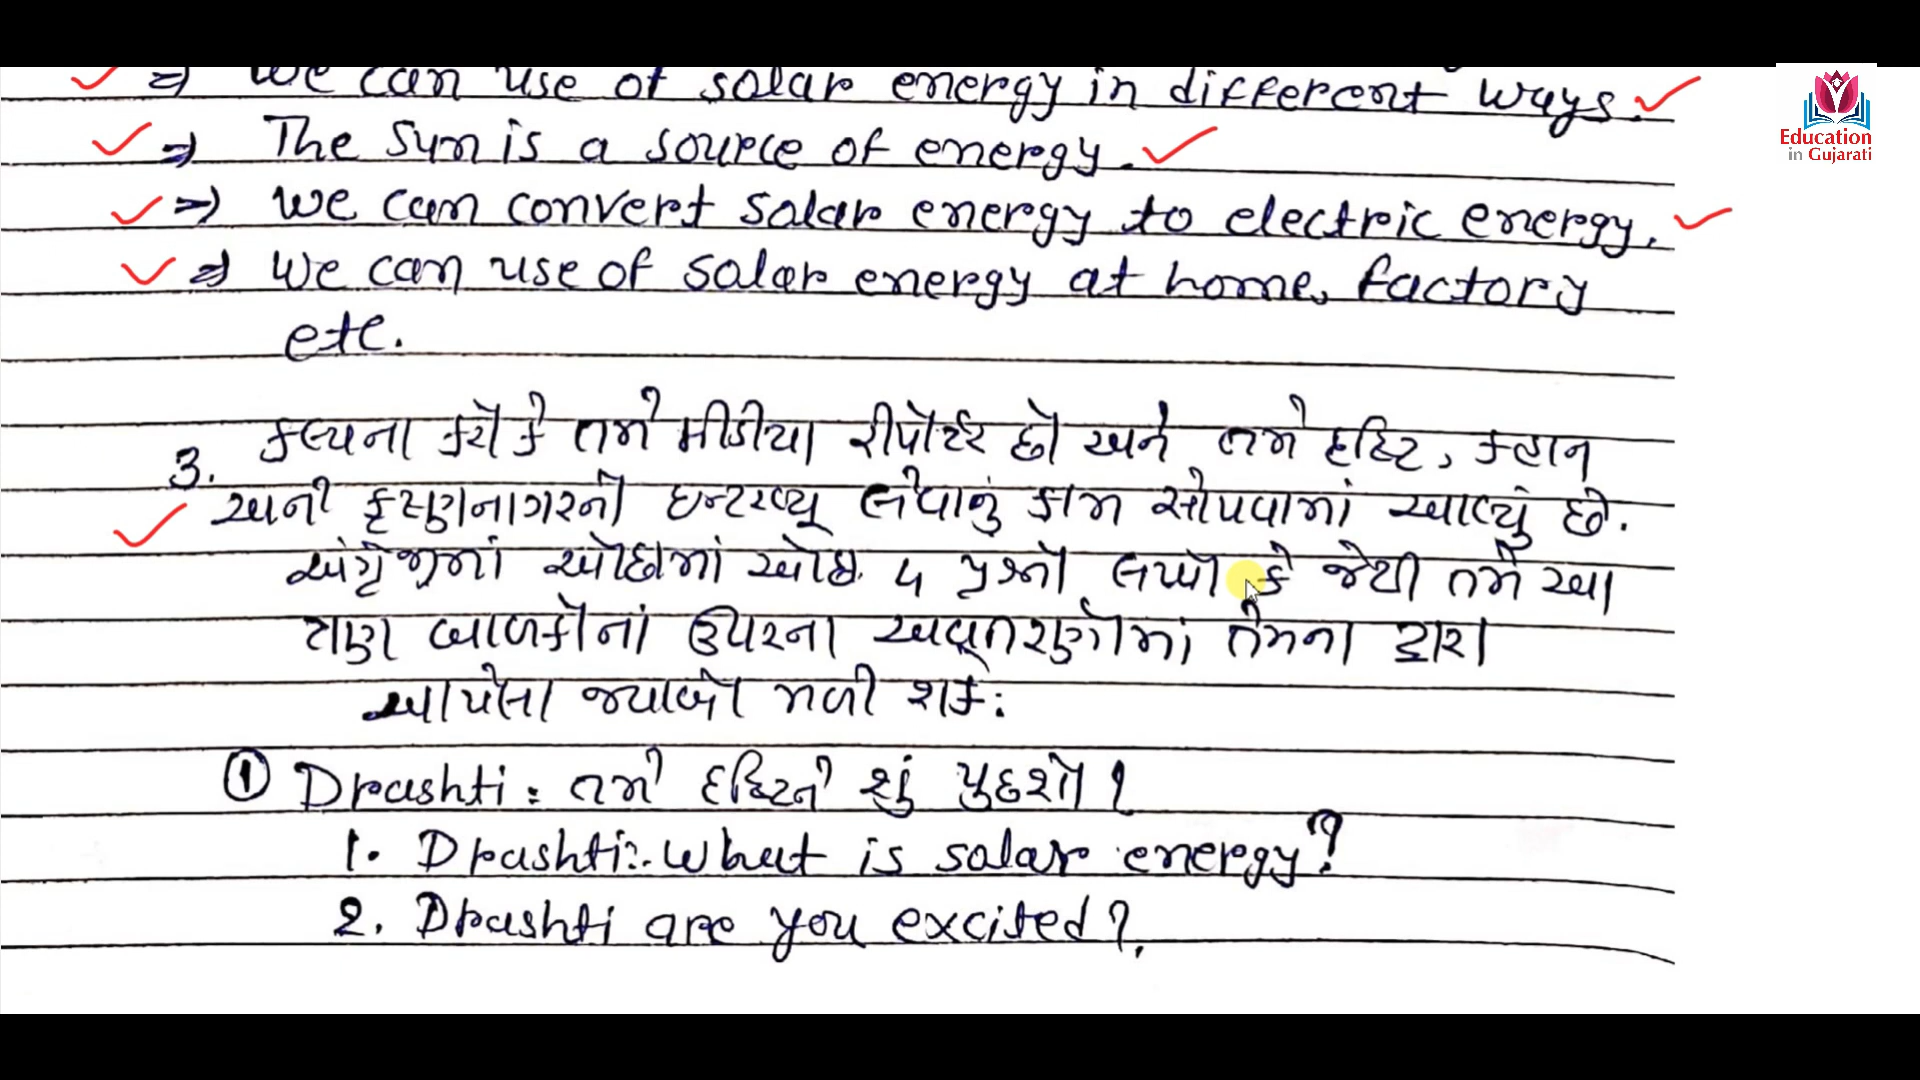 ⇒ We can use of solar energy in different ways.
⇒ The Sun is a source of energy.
⇒ We can convert solar energy to electric energy.
⇒ We can use of solar energy at home, factory
etc.
કલ્પના કરો કે તમે મીડીયા રીપોર્ટર છો અને તમે દ્રષ્ટિ, ક્હાન
3.
અની કૃષ્ણનાગરનો ઇન્ટરવ્યૂ લેવાનું કામ સોપવામાં આવ્યું છે.
અંગ્રેજીમાં ઓછામાં ઓછા 5 પ્રશ્નો લખો કે જેથી તમે આ
ત્રણ બાળકોનાં ઉપરના અવતરણોમાં તેમના દ્વારા
આપેલા જવાબો મળી શકે:
① Drashti: તમે દ્રષ્ટિને શું પુછશો?
1. Drashti:- What is solar energy?
2. Drashti are you excited?
Education
in Gujarati